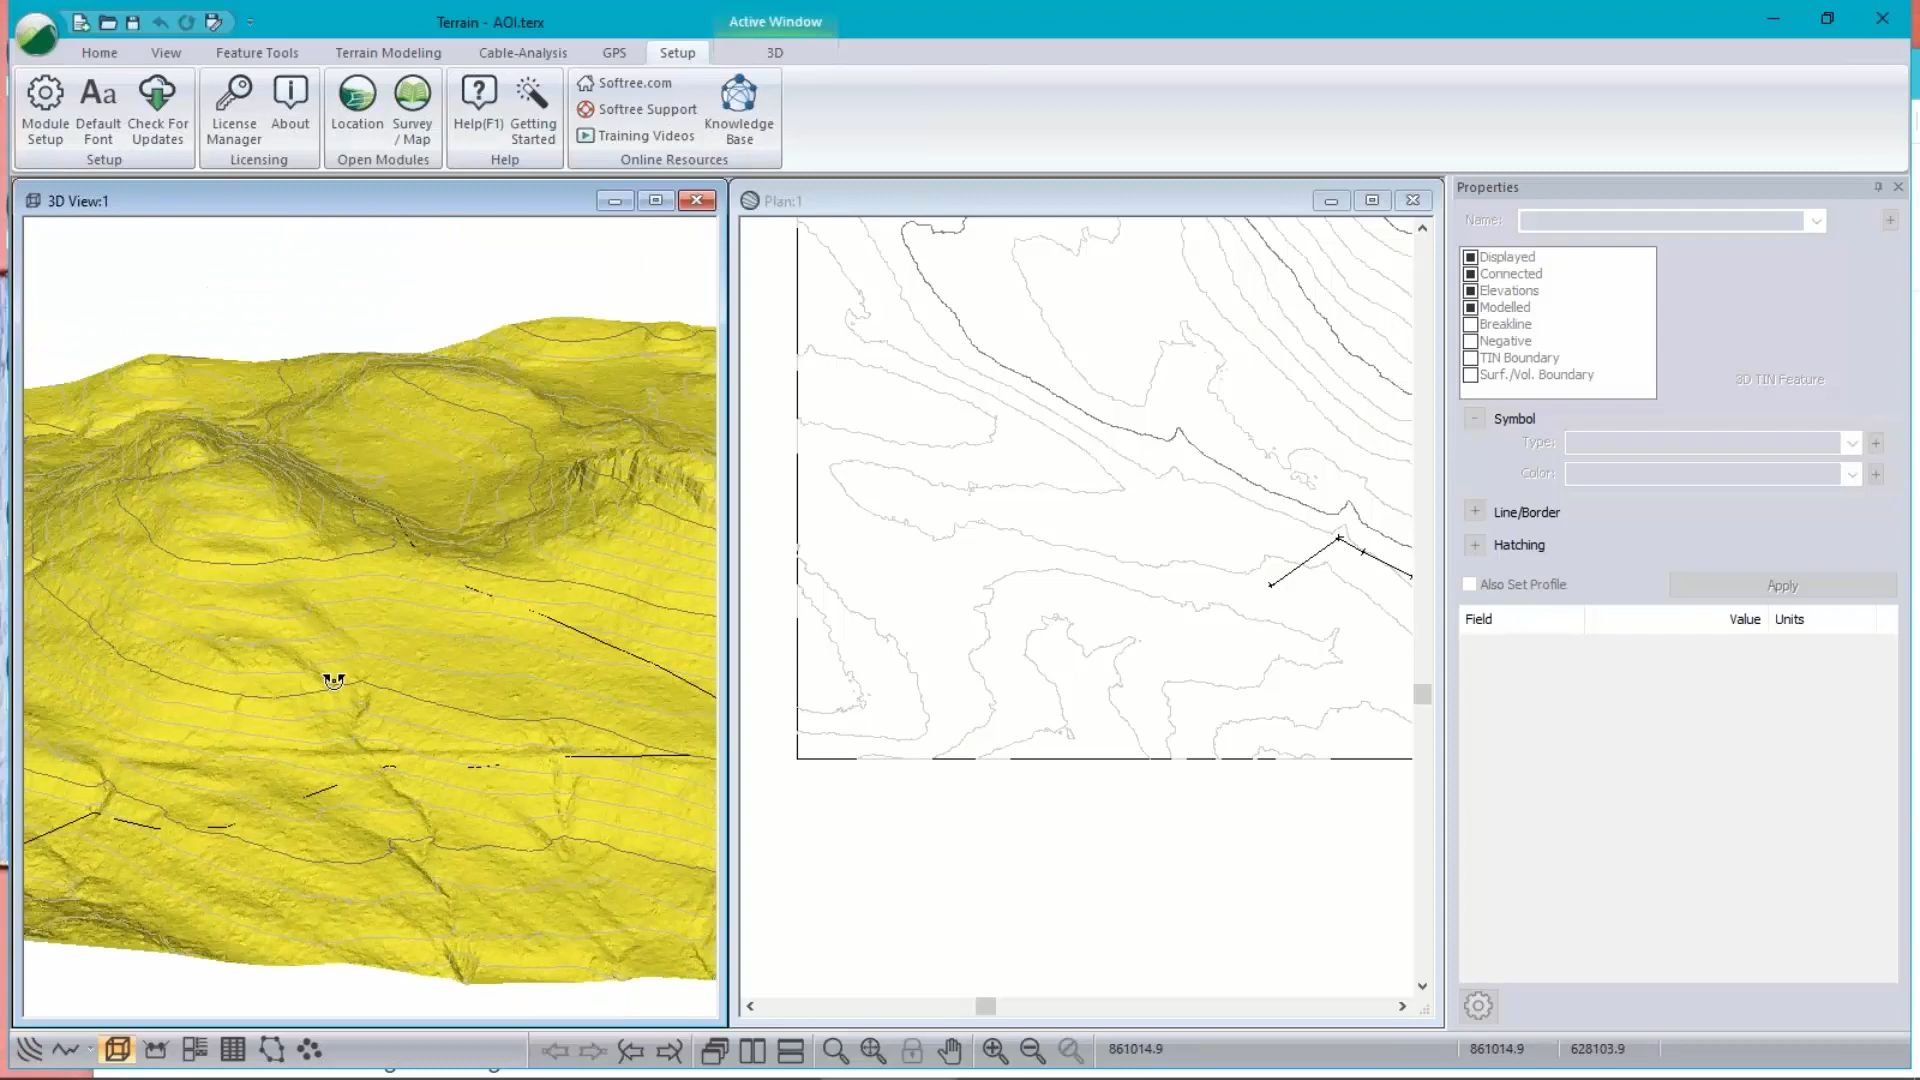 Terrain - AOI.terx
Active Window
Home View Feature Tools Terrain Modeling Cable-Analysis GPS Setup 3D
Module Setup
Aa Default Font
Check For Updates
Setup
License Manager
About
Licensing
Location
Survey / Map
Open Modules
Help(F1)
Getting Started
Help
Softree.com
Softree Support
Training Videos
Knowledge Base
Online Resources
3D View:1
Plan:1
Properties
Name:
Displayed
Connected
Elevations
Modelled
Breakline
Negative
TIN Boundary
Surf./Vol. Boundary
3D TIN Feature
Symbol
Type:
Color:
Line/Border
Hatching
Also Set Profile
Apply
Field Value Units
861014.9
861014.9
628103.9